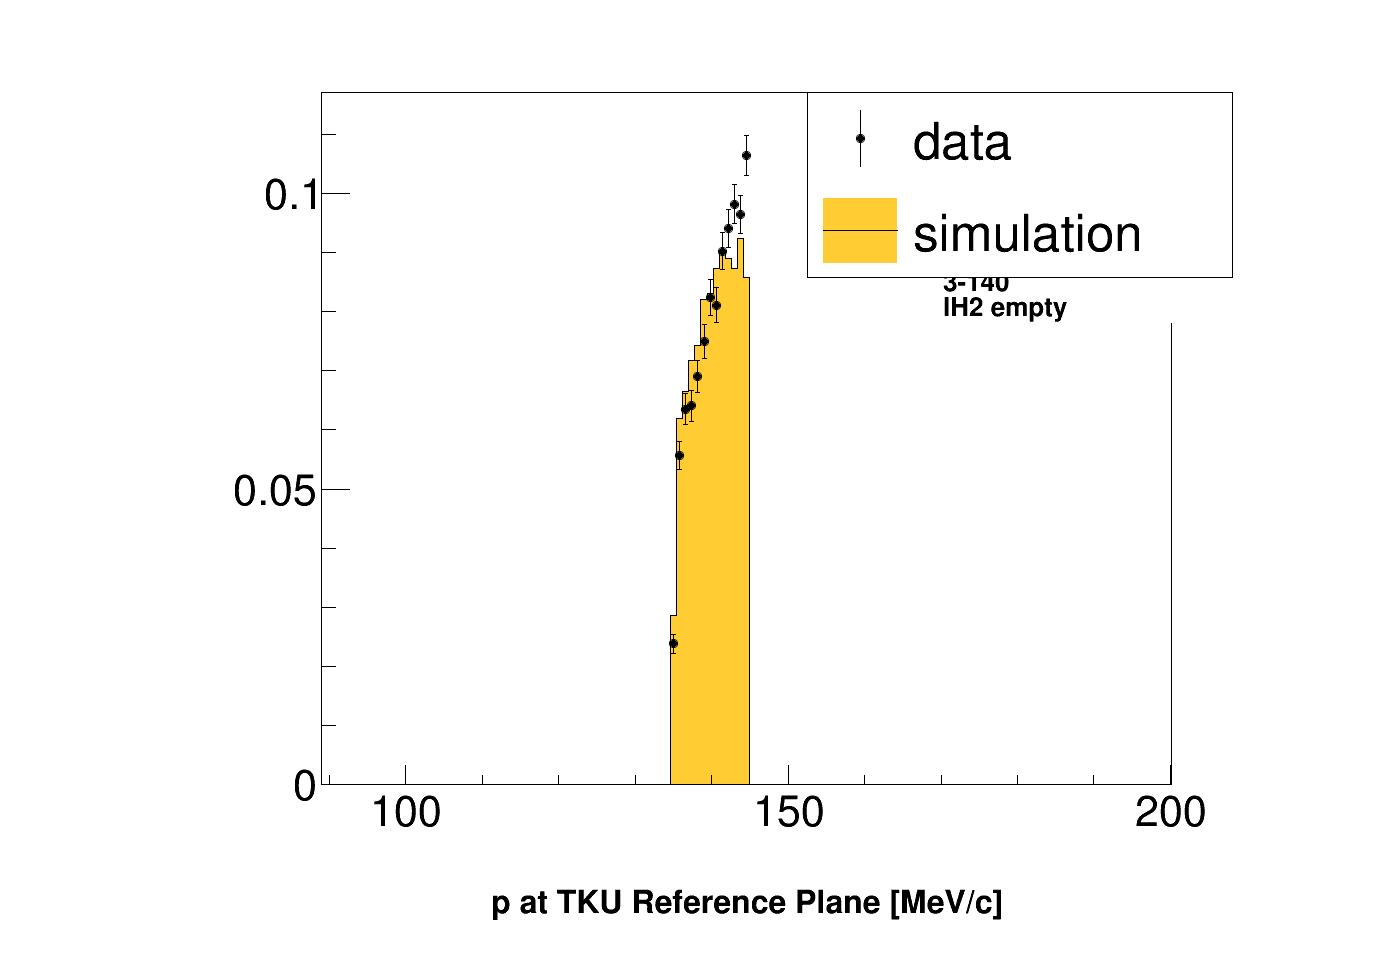 data
simulation
3-140
lH2 empty
0.1
0.05
0
100 150 200
p at TKU Reference Plane [MeV/c]